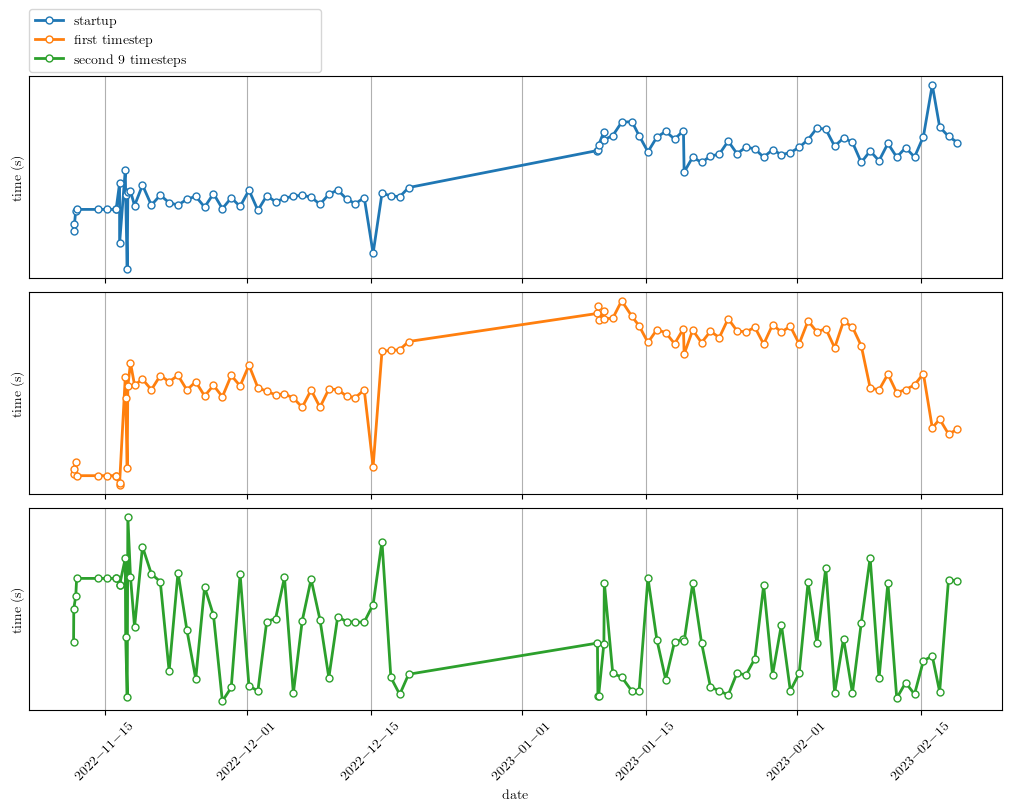 startup
first timestep
second 9 timesteps
time (s)
time (s)
time (s)
2022−11−15
2022−12−01
2022−12−15
2023−01−01
2023−01−15
2023−02−01
2023−02−15
date